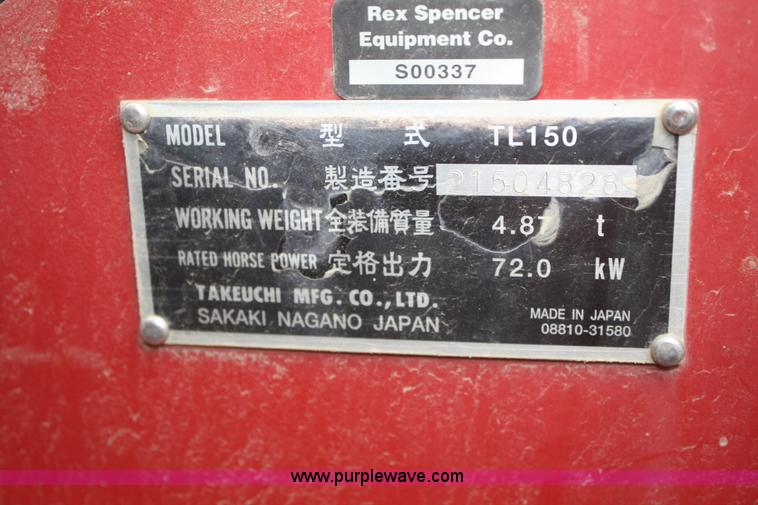 Rex Spencer
Equipment Co.
S00337
MODEL 型 式 TL150
SERIAL NO. 製造番号 21504828
WORKING WEIGHT 全装備質量 4.87 t
RATED HORSE POWER 定格出力 72.0 kW
TAKEUCHI MFG. CO., LTD.
SAKAKI NAGANO JAPAN
MADE IN JAPAN
08810-31580
www.purplewave.com